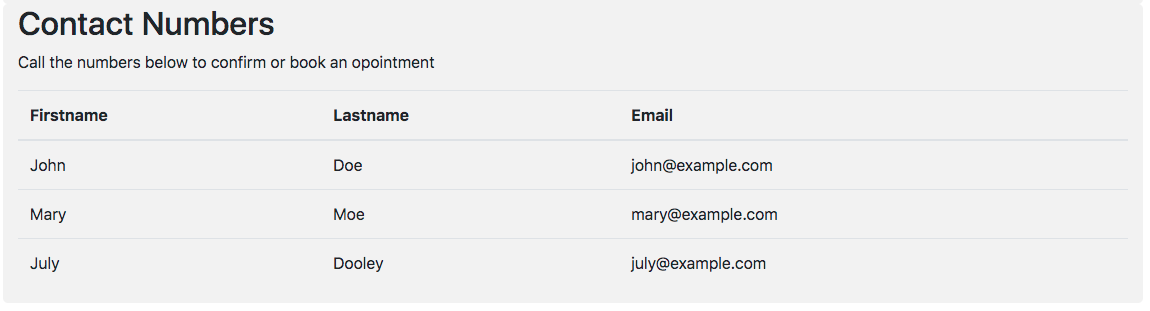 Contact Numbers
Call the numbers below to confirm or book an opointment
Firstname Lastname Email
John Doe john@example.com
Mary Moe mary@example.com
July Dooley july@example.com